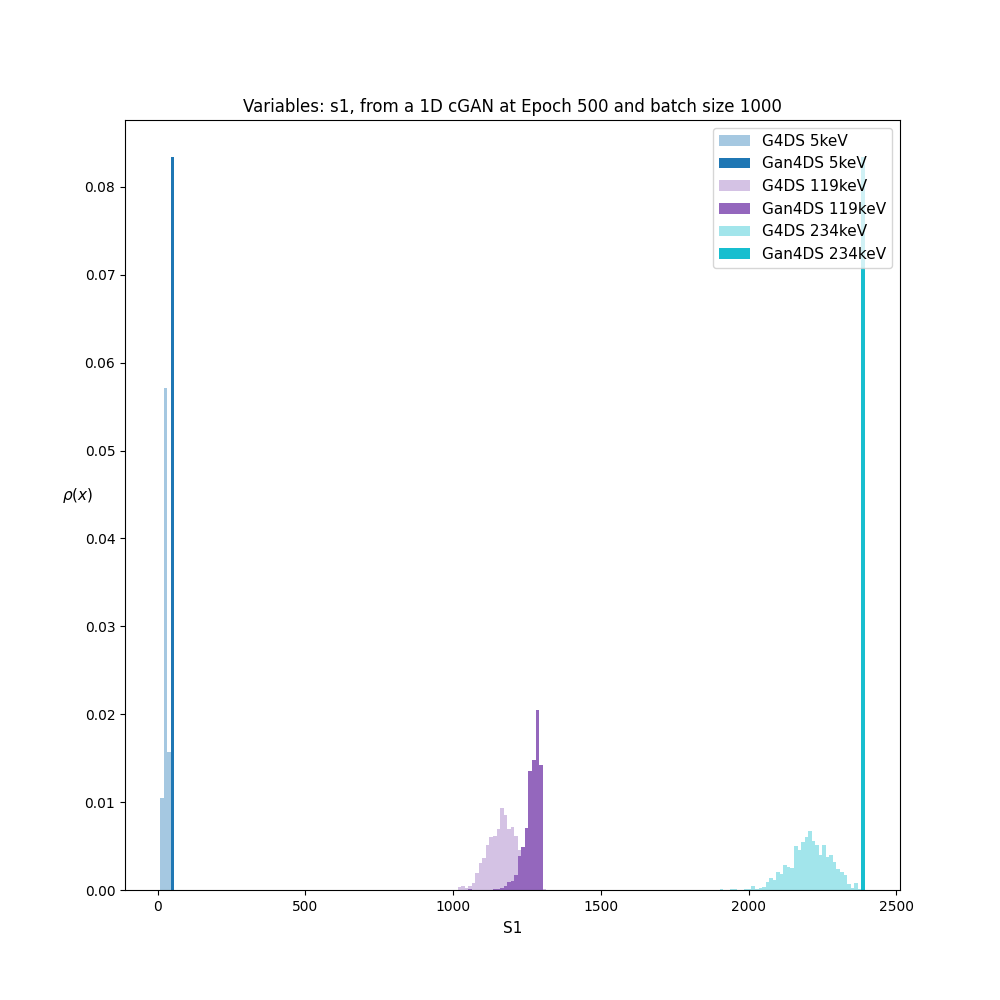 Variables: s1, from a 1D cGAN at Epoch 500 and batch size 1000
G4DS 5keV
Gan4DS 5keV
G4DS 119keV
Gan4DS 119keV
G4DS 234keV
Gan4DS 234keV
0.08
0.07
0.06
0.05
ρ(x)
0.04
0.03
0.02
0.01
0.00
0 500 1000 1500 2000 2500
S1